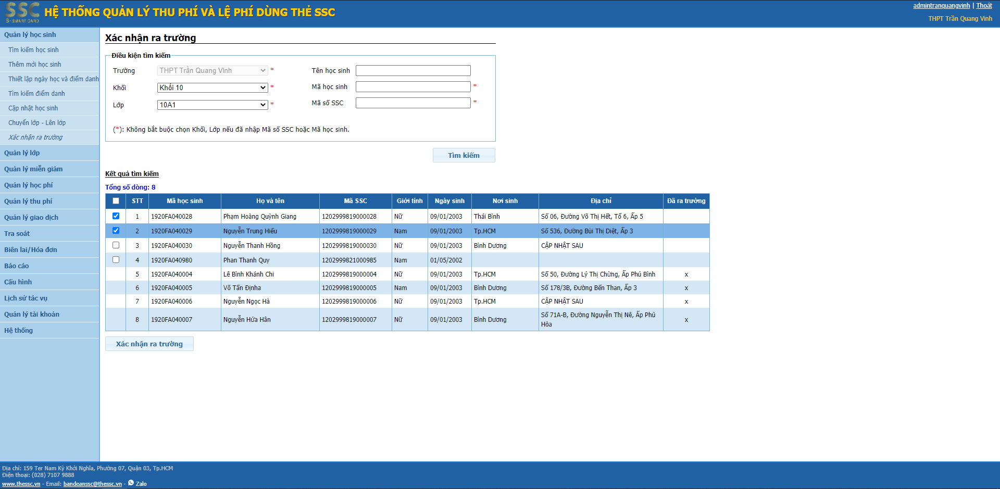 SSC
S-SMART CARD
HỆ THỐNG QUẢN LÝ THU PHÍ VÀ LỆ PHÍ DÙNG THẺ SSC
admintranquangvinh | Thoát
THPT Trần Quang Vinh
Quản lý học sinh
Tìm kiếm học sinh
Thêm mới học sinh
Thiết lập ngày học và điểm danh
Tìm kiếm điểm danh
Cập nhật học sinh
Chuyển lớp - Lên lớp
Xác nhận ra trường
Quản lý lớp
Quản lý miễn giảm
Quản lý học phí
Quản lý thu phí
Quản lý giao dịch
Tra soát
Biên lai/Hóa đơn
Báo cáo
Cấu hình
Lịch sử tác vụ
Quản lý tài khoản
Hệ thống
Xác nhận ra trường
Điều kiện tìm kiếm
Trường THPT Trần Quang Vinh * Tên học sinh
Khối Khối 10 * Mã học sinh *
Lớp 10A1 * Mã số SSC *
(*): Không bắt buộc chọn Khối, Lớp nếu đã nhập Mã số SSC hoặc Mã học sinh.
Tìm kiếm
Kết quả tìm kiếm
Tổng số dòng: 8
STT Mã học sinh Họ và tên Mã SSC Giới tính Ngày sinh Nơi sinh Địa chỉ Đã ra trường
1 1920FA040028 Phạm Hoàng Quỳnh Giang 1202999819000028 Nữ 09/01/2003 Thái Bình Số 06, Đường Võ Thị Hết, Tổ 6, Ấp 5
2 1920FA040029 Nguyễn Trung Hiếu 1202999819000029 Nam 09/01/2003 Tp.HCM Số 536, Đường Bùi Thị Diệt, Ấp 3
3 1920FA040030 Nguyễn Thanh Hồng 1202999819000030 Nữ 09/01/2003 Bình Dương CẬP NHẬT SAU
4 1920FA040980 Phan Thanh Quy 1202999821000985 Nam 01/05/2002
5 1920FA040004 Lê Bình Khánh Chi 1202999819000004 Nữ 09/01/2003 Tp.HCM Số 50, Đường Lý Thị Chừng, Ấp Phú Bình x
6 1920FA040005 Võ Tấn Địnha 1202999819000005 Nam 09/01/2003 Bình Dương Số 178/3B, Đường Bến Than, Ấp 3 x
7 1920FA040006 Nguyễn Ngọc Hà 1202999819000006 Nữ 09/01/2003 Tp.HCM CẬP NHẬT SAU x
8 1920FA040007 Nguyễn Hứa Hân 1202999819000007 Nữ 09/01/2003 Bình Dương Số 71A-B, Đường Nguyễn Thị Nê, Ấp Phú Hòa x
Xác nhận ra trường
Địa chỉ: 159 Ter Nam Kỳ Khởi Nghĩa, Phường 07, Quận 03, Tp.HCM
Điện thoại: (028) 7107 9888
www.thessc.vn - Email: bandeanssc@thessc.vn - Zalo